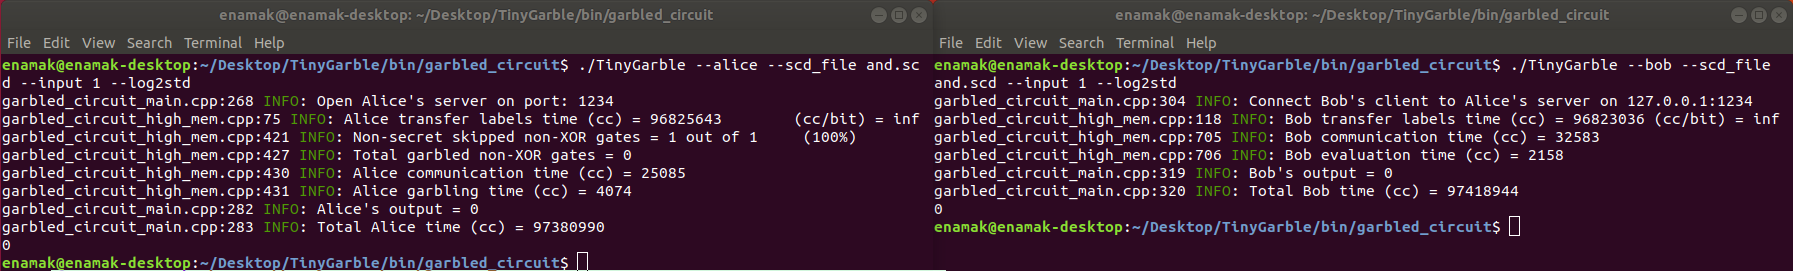 enamak@enamak-desktop: ~/Desktop/TinyGarble/bin/garbled_circuit
File Edit View Search Terminal Help
enamak@enamak-desktop:~/Desktop/TinyGarble/bin/garbled_circuit$ ./TinyGarble --alice --scd_file and.sc
d --input 1 --log2std
garbled_circuit_main.cpp:268 INFO: Open Alice's server on port: 1234
garbled_circuit_high_mem.cpp:75 INFO: Alice transfer labels time (cc) = 96825643 (cc/bit) = inf
garbled_circuit_high_mem.cpp:421 INFO: Non-secret skipped non-XOR gates = 1 out of 1 (100%)
garbled_circuit_high_mem.cpp:427 INFO: Total garbled non-XOR gates = 0
garbled_circuit_high_mem.cpp:430 INFO: Alice communication time (cc) = 25085
garbled_circuit_high_mem.cpp:431 INFO: Alice garbling time (cc) = 4074
garbled_circuit_main.cpp:282 INFO: Alice's output = 0
garbled_circuit_main.cpp:283 INFO: Total Alice time (cc) = 97380990
0
enamak@enamak-desktop:~/Desktop/TinyGarble/bin/garbled_circuit$
enamak@enamak-desktop: ~/Desktop/TinyGarble/bin/garbled_circuit
File Edit View Search Terminal Help
enamak@enamak-desktop:~/Desktop/TinyGarble/bin/garbled_circuit$ ./TinyGarble --bob --scd_file
and.scd --input 1 --log2std
garbled_circuit_main.cpp:304 INFO: Connect Bob's client to Alice's server on 127.0.0.1:1234
garbled_circuit_high_mem.cpp:118 INFO: Bob transfer labels time (cc) = 96823036 (cc/bit) = inf
garbled_circuit_high_mem.cpp:705 INFO: Bob communication time (cc) = 32583
garbled_circuit_high_mem.cpp:706 INFO: Bob evaluation time (cc) = 2158
garbled_circuit_main.cpp:319 INFO: Bob's output = 0
garbled_circuit_main.cpp:320 INFO: Total Bob time (cc) = 97418944
0
enamak@enamak-desktop:~/Desktop/TinyGarble/bin/garbled_circuit$